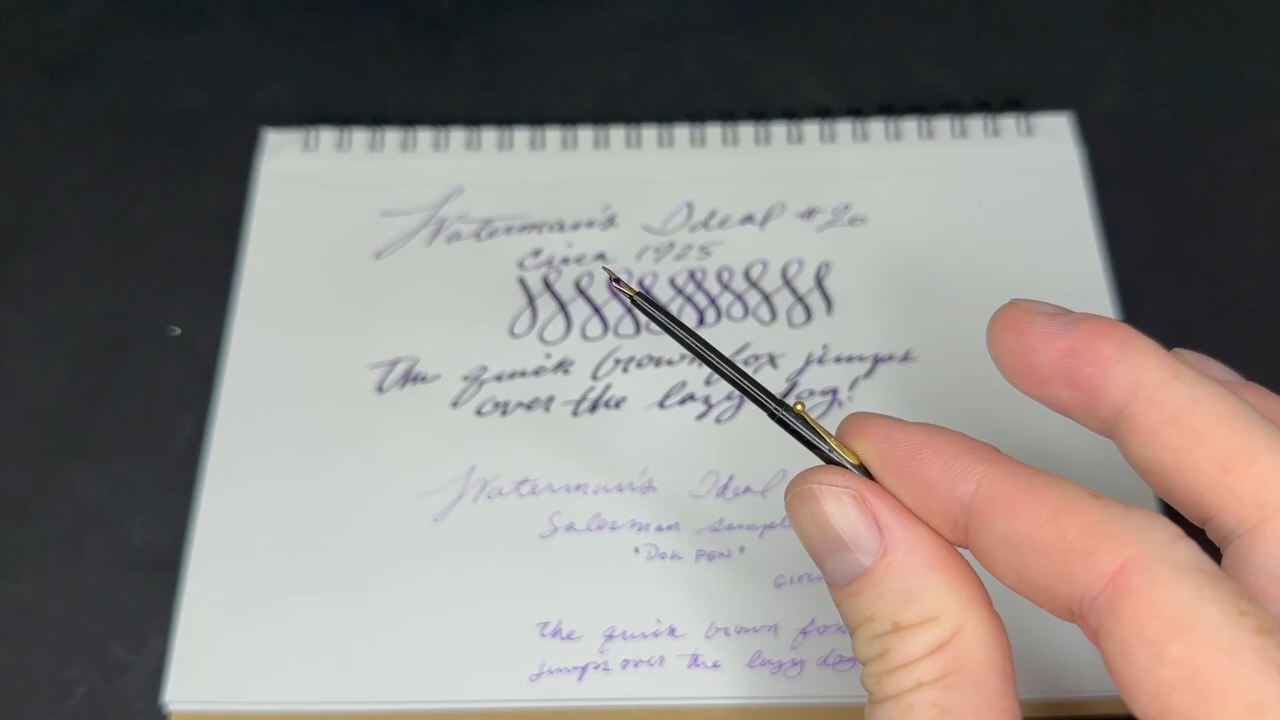 Waterman's Ideal #20
circa 1925
The quick brown fox jumps
over the lazy dog!
Waterman's Ideal
Salesman sample
"Doll PEN"
The quick brown fox
jumps over the lazy dog